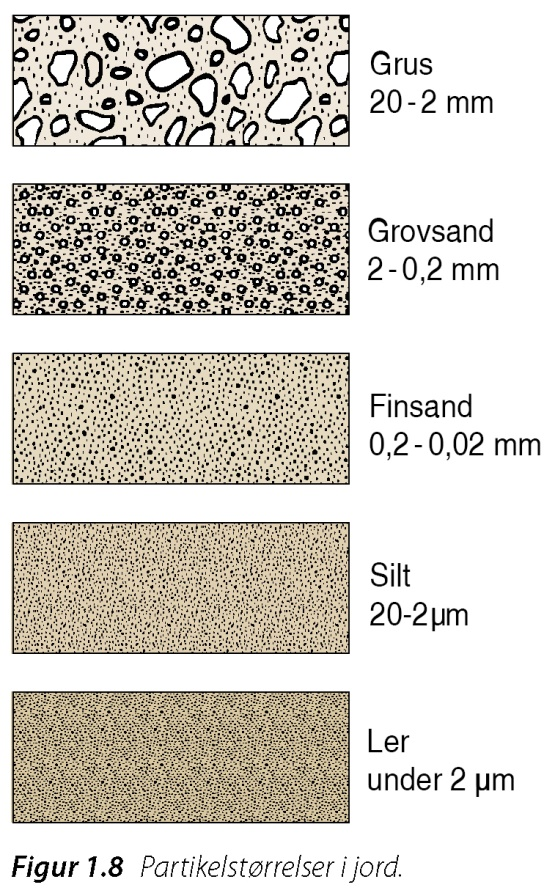 Grus
20-2 mm
Grovsand
2-0,2 mm
Finsand
0,2-0,02 mm
Silt
20-2µm
Ler
under 2 µm
Figur 1.8 Partikelstørrelser i jord.